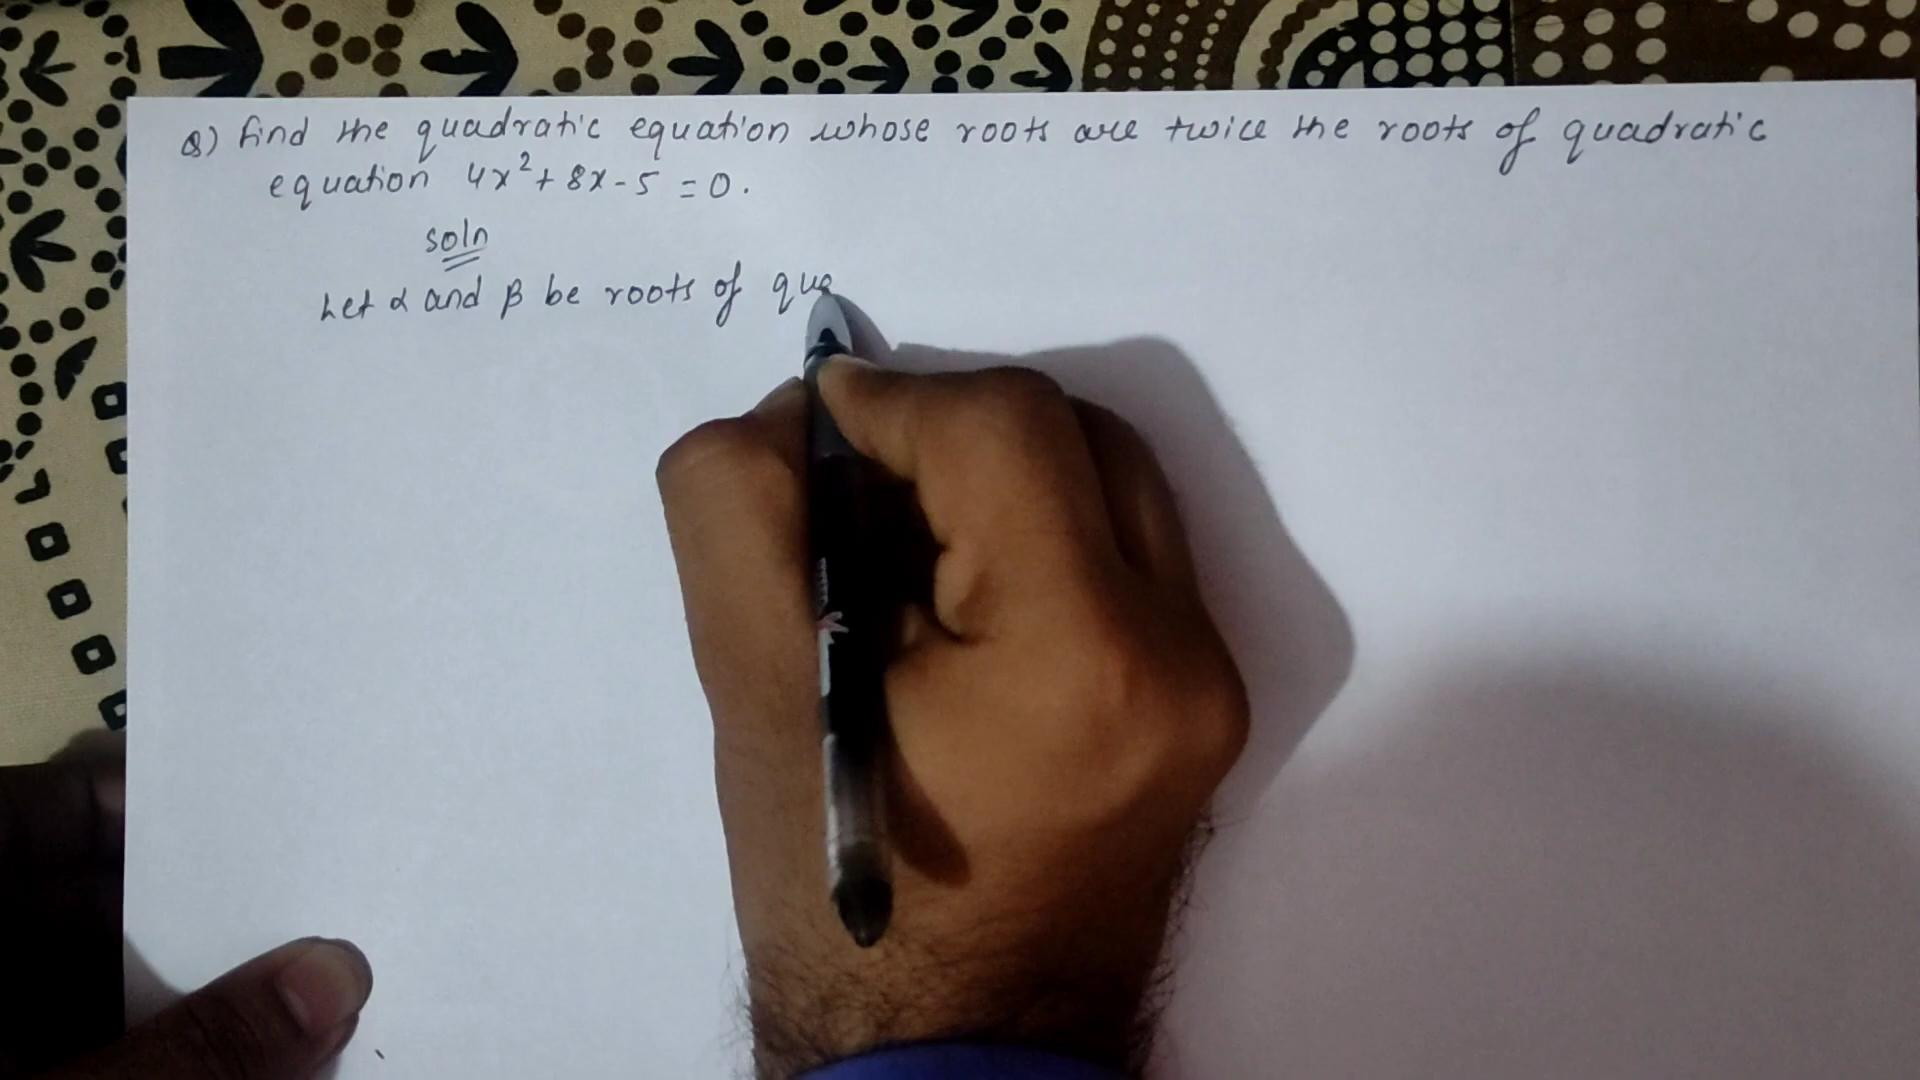 Q) find the quadratic equation whose roots are twice the roots of quadratic
equation 4x² + 8x - 5 = 0.
soln
Let α and β be roots of qua